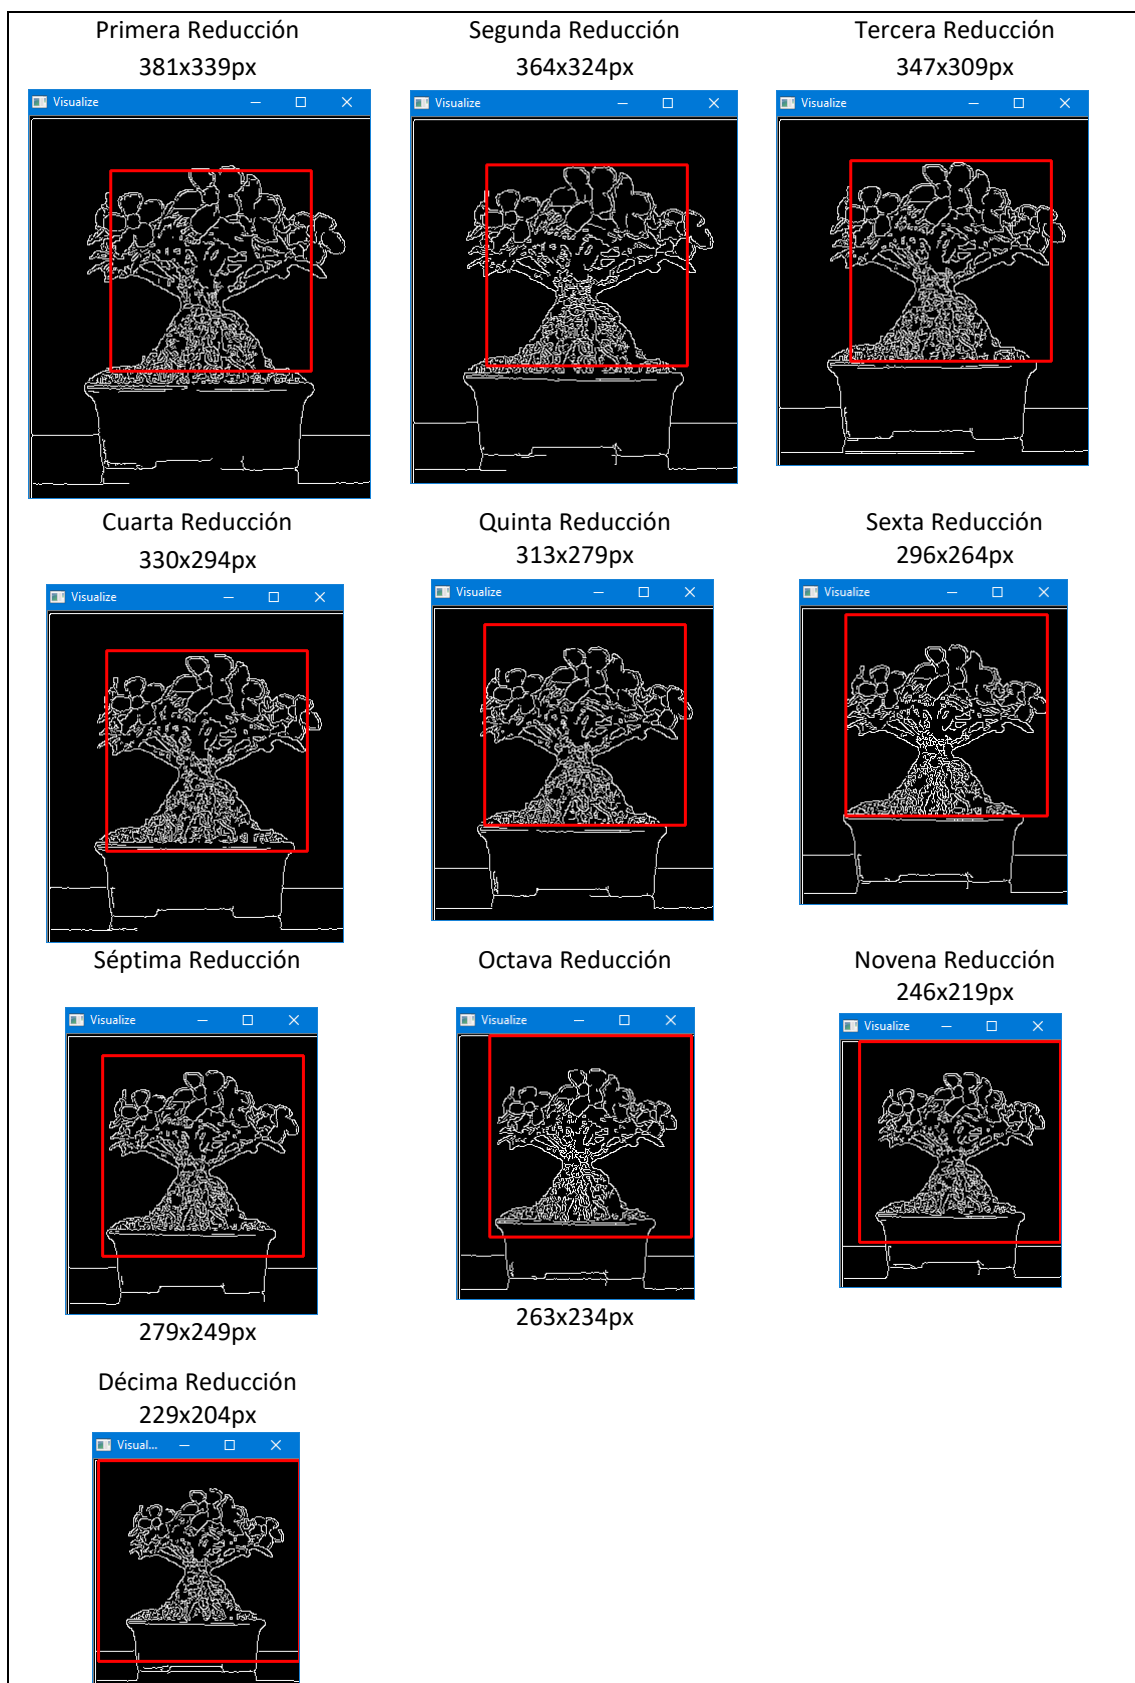 Primera Reducción
381x339px
Visualize
Segunda Reducción
364x324px
Visualize
Tercera Reducción
347x309px
Visualize
Cuarta Reducción
330x294px
Visualize
Quinta Reducción
313x279px
Visualize
Sexta Reducción
296x264px
Visualize
Séptima Reducción
Visualize
279x249px
Octava Reducción
Visualize
263x234px
Novena Reducción
246x219px
Visualize
Décima Reducción
229x204px
Visual...